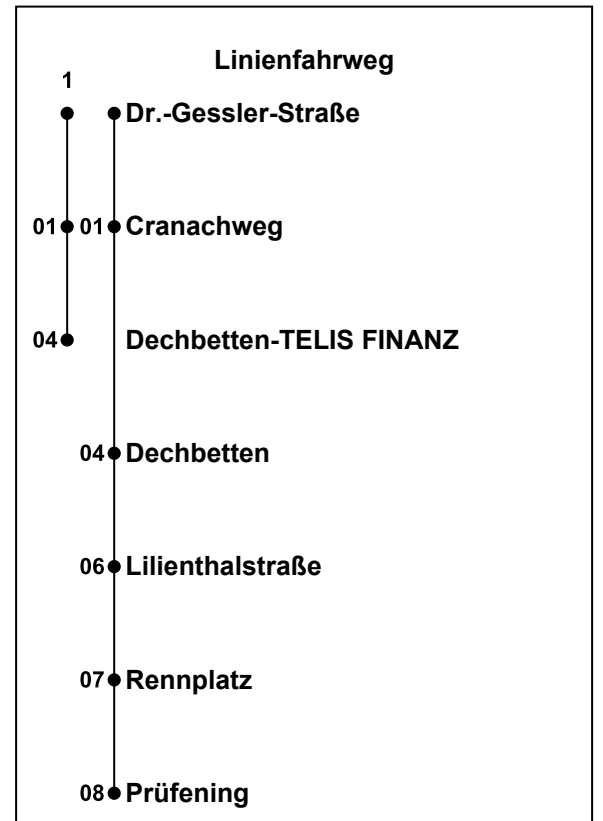 Linienfahrweg
1
Dr.-Gessler-Straße
01 01 Cranachweg
04 Dechbetten-TELIS FINANZ
04 Dechbetten
06 Lilienthalstraße
07 Rennplatz
08 Prüfening